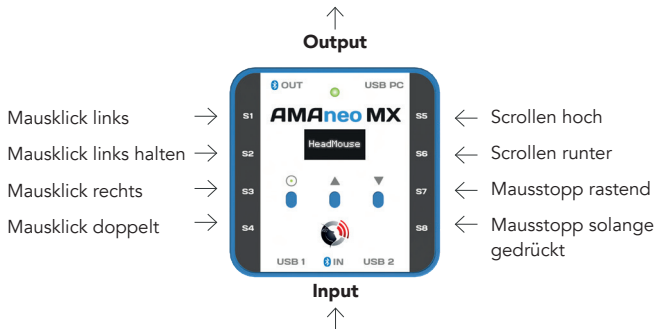 Output
OUT
USB PC
Mausklick links
S1
AMAneo MX
S5
Scrollen hoch
HeadMouse
Mausklick links halten
S2
S6
Scrollen runter
Mausklick rechts
S3
S7
Mausstopp rastend
Mausklick doppelt
S4
S8
Mausstopp solange
gedrückt
USB 1
IN
USB 2
Input